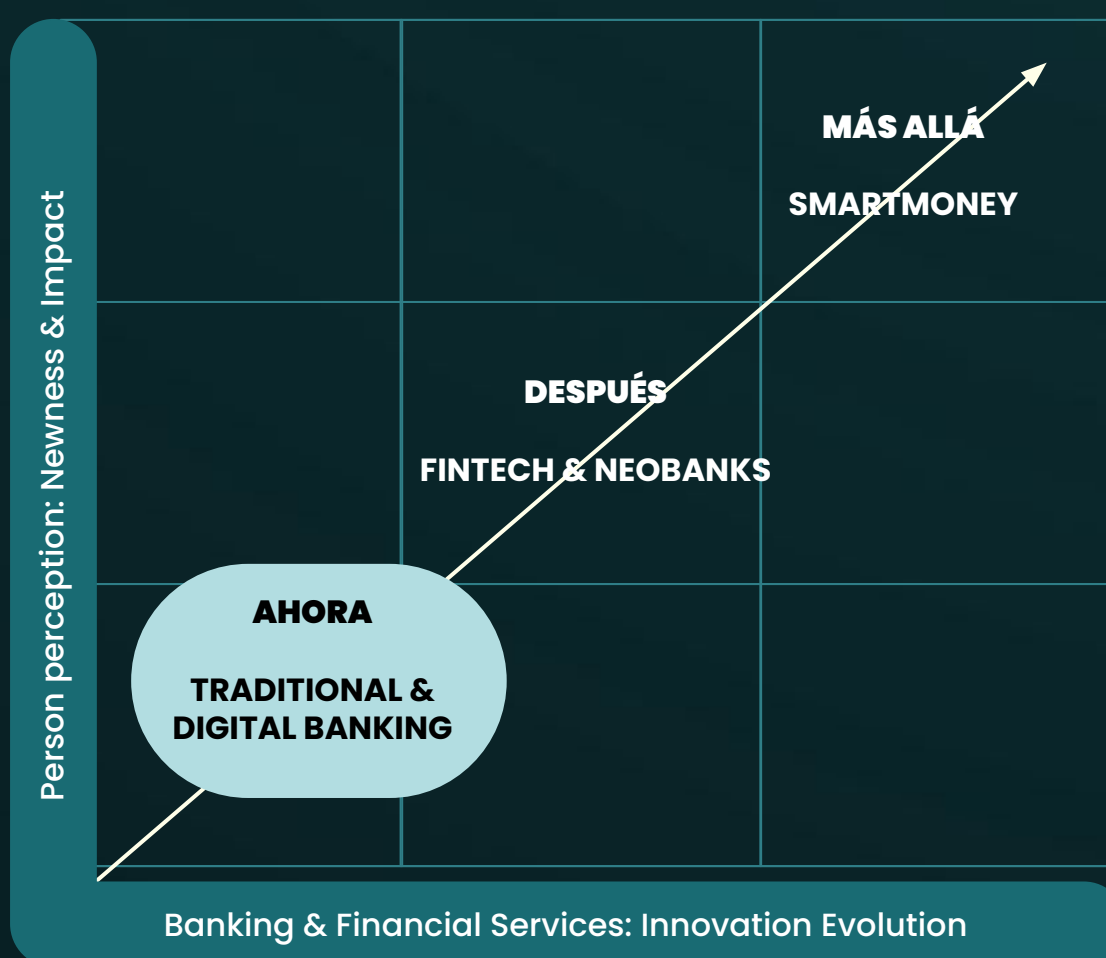 Person perception: Newness & Impact
MÁS ALLÁ
SMARTMONEY
DESPUÉS
FINTECH & NEOBANKS
AHORA
TRADITIONAL &
DIGITAL BANKING
Banking & Financial Services: Innovation Evolution